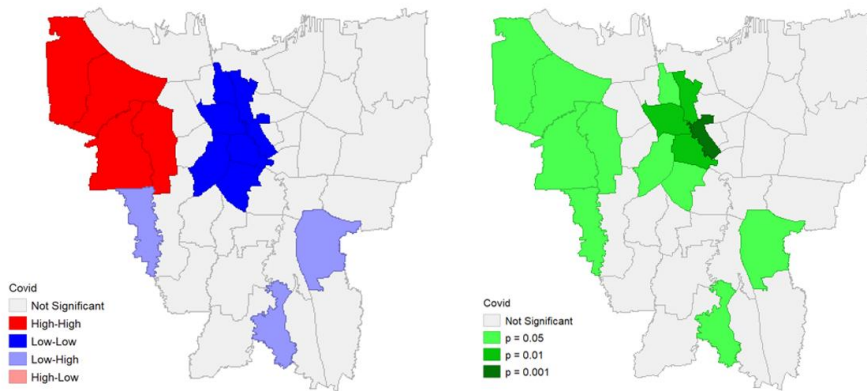 Covid
Not Significant
High-High
Low-Low
Low-High
High-Low
Covid
Not Significant
p = 0.05
p = 0.01
p = 0.001